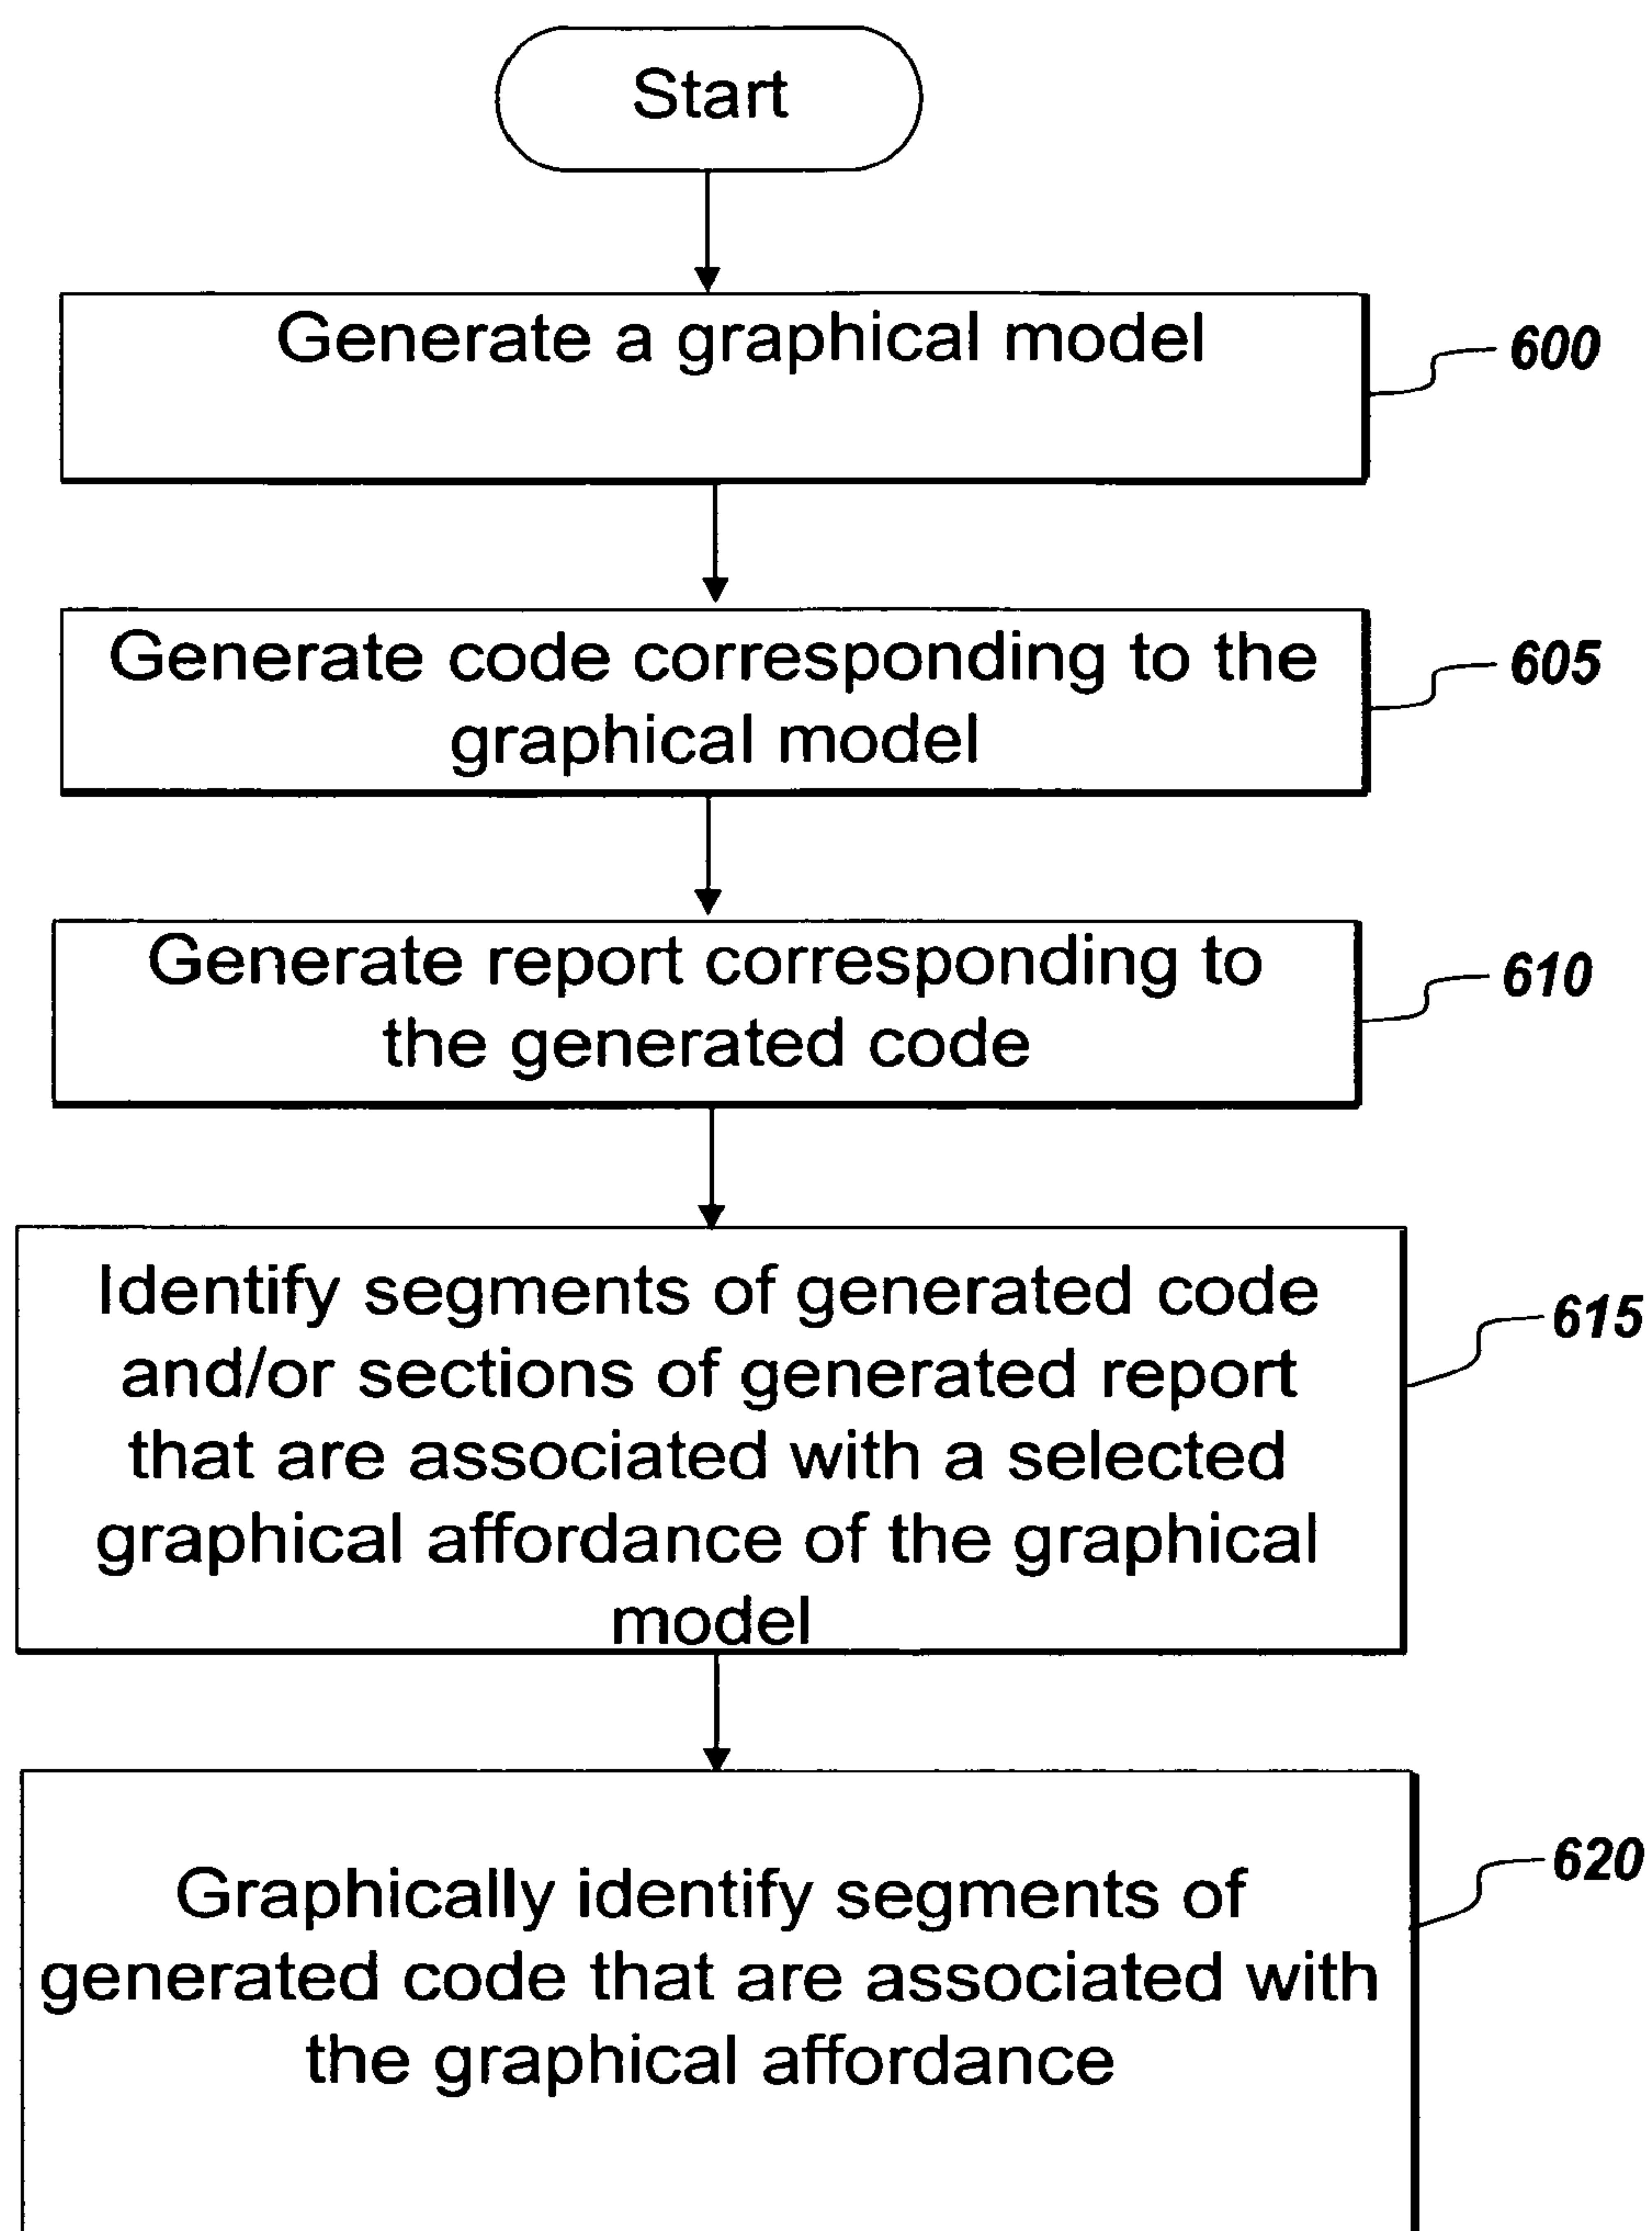 Start
Generate a graphical model
600
Generate code corresponding to the
graphical model
605
Generate report corresponding to
the generated code
610
Identify segments of generated code
and/or sections of generated report
that are associated with a selected
graphical affordance of the graphical
model
615
Graphically identify segments of
generated code that are associated with
the graphical affordance
620